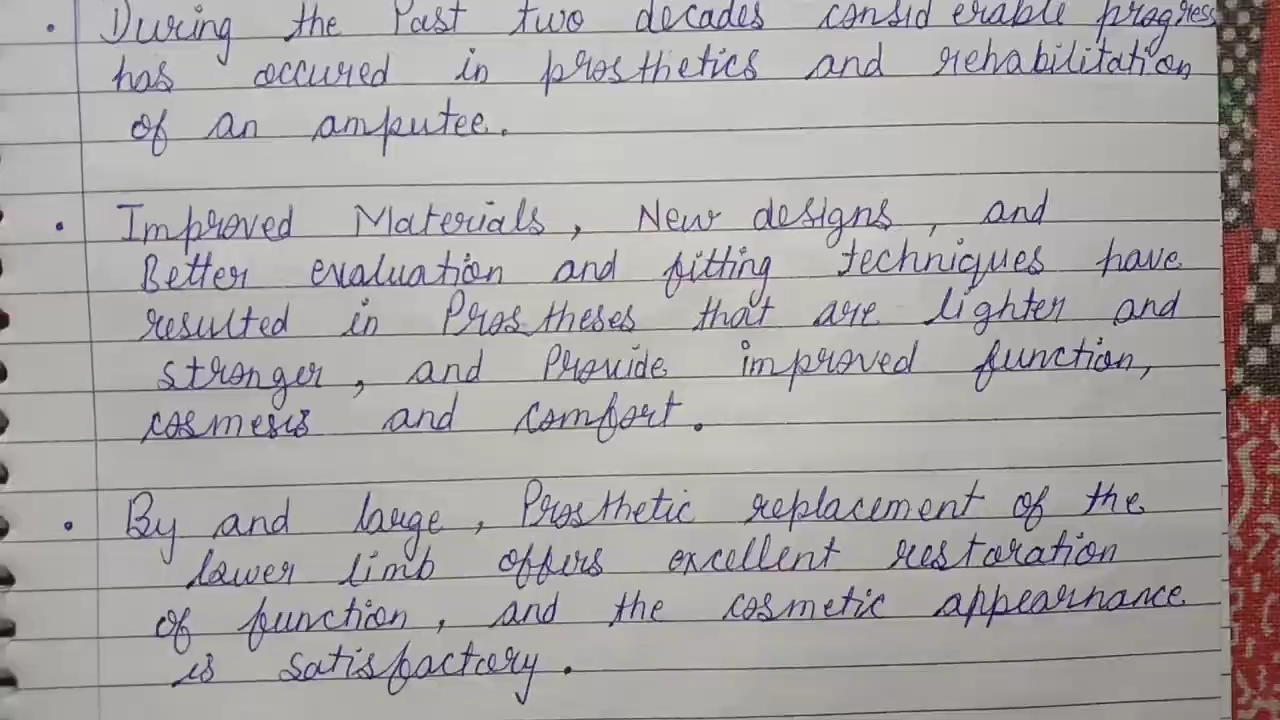 • During the Past two decades considerable progress
has occured in prosthetics and rehabilitation
of an amputee.
• Improved Materials, New designs, and
Better evaluation and fitting techniques have
resulted in Prostheses that are lighter and
stronger, and Provide improved function,
cosmesis and comfort.
• By and large, Prosthetic replacement of the
lower limb offers excellent restoration
of function, and the cosmetic appearnance
is satisfactory.